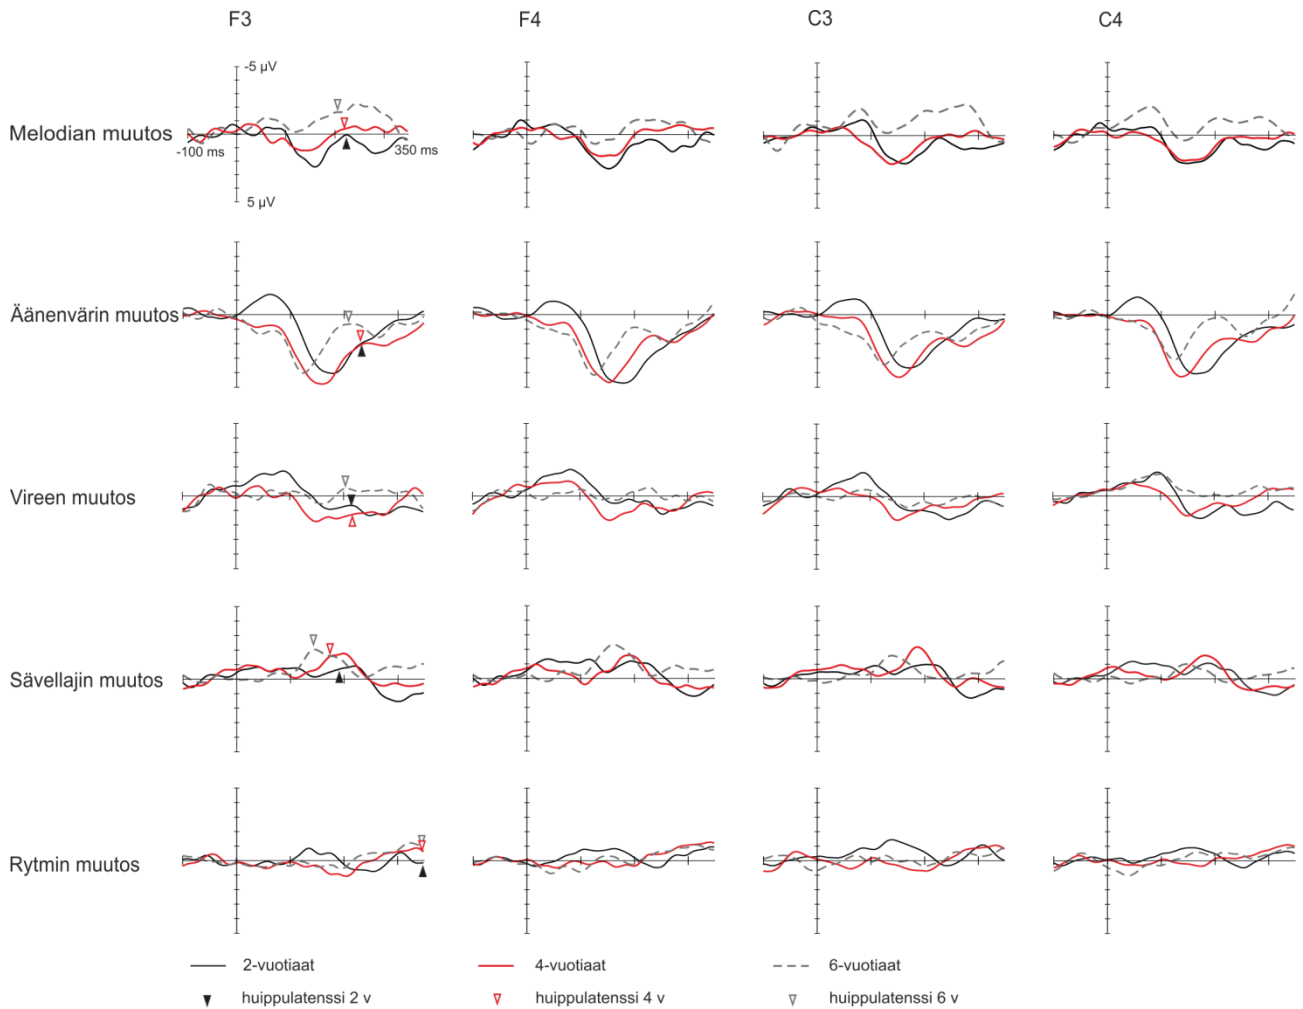 F3 F4 C3 C4
-5 µV
Melodian muutos
-100 ms 350 ms
5 µV
Äänenvärin muutos
Vireen muutos
Sävellajin muutos
Rytmin muutos
2-vuotiaat 4-vuotiaat 6-vuotiaat
huippulatenssi 2 v huippulatenssi 4 v huippulatenssi 6 v